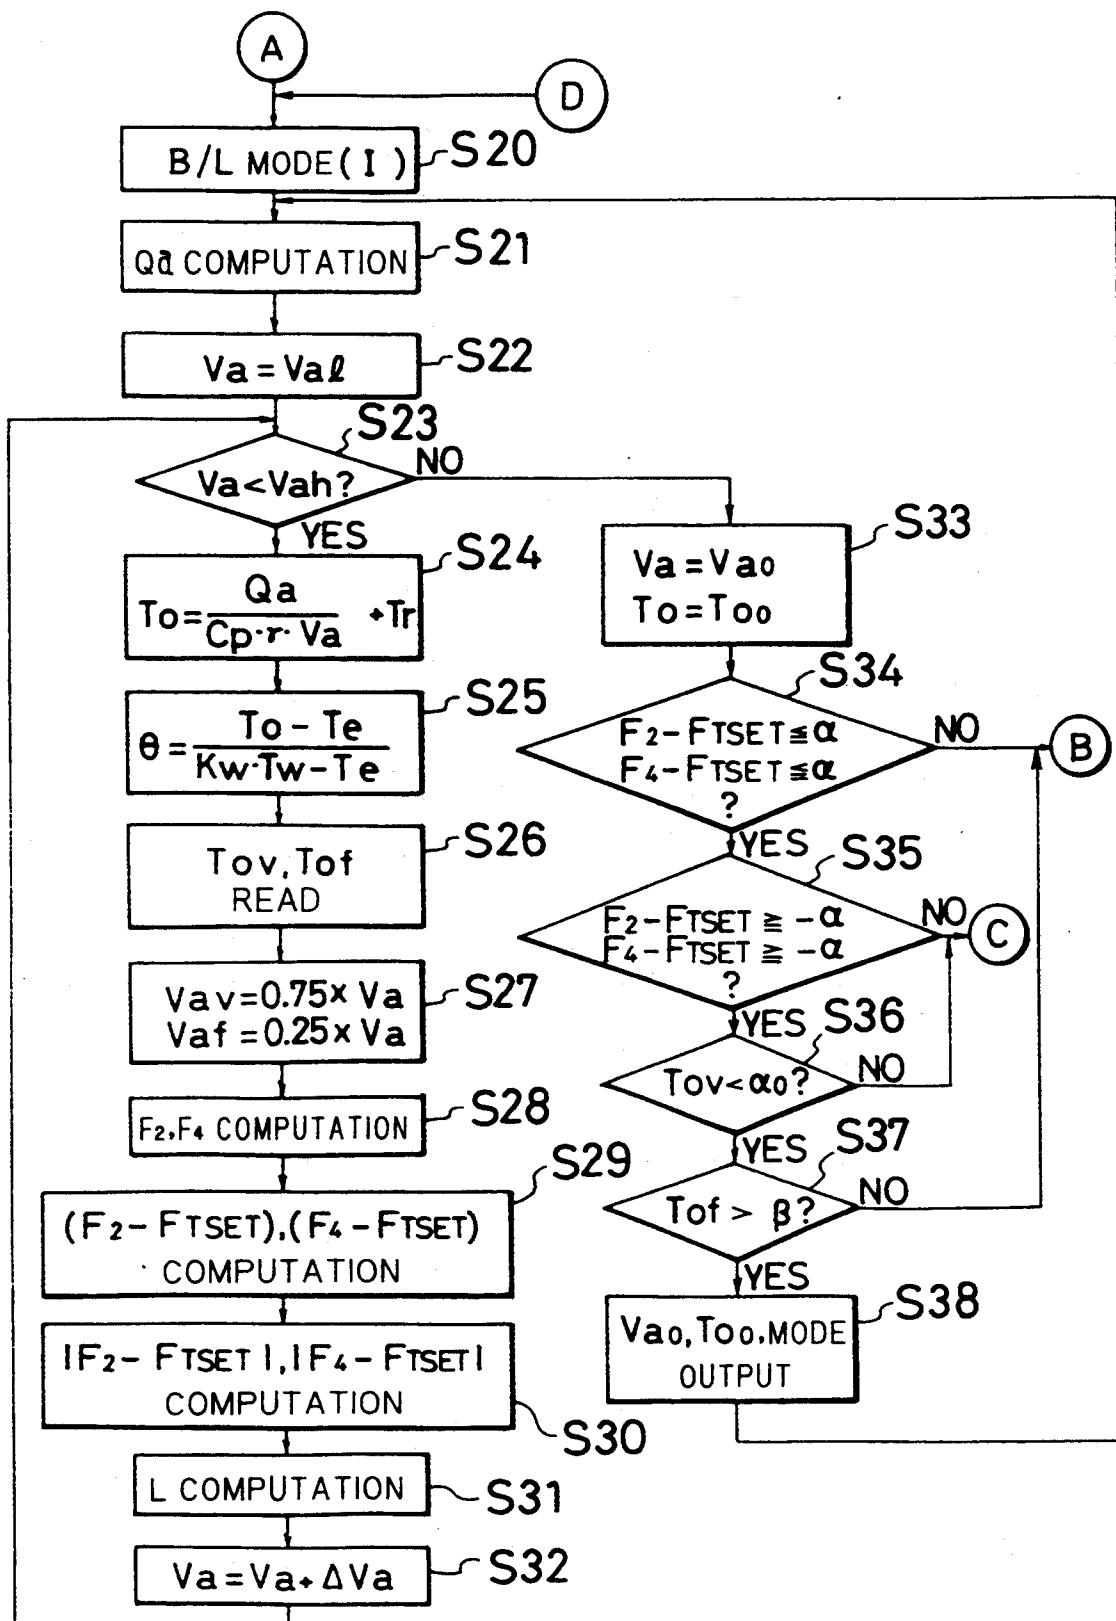 A
D
B/L MODE(I)
S20
Qa COMPUTATION
S21
Va = Valℓ
S22
S23
Va<Vah?
NO
YES
S24
To = Qa / Cp·r·Va + Tr
S25
θ = To - Te / Kw·Tw - Te
S26
Tov, Tof
READ
S27
Vav = 0.75 x Va
Vaf = 0.25 x Va
S28
F2, F4 COMPUTATION
S29
(F2 - FTSET), (F4 - FTSET)
COMPUTATION
|F2 - FTSET|, |F4 - FTSET|
COMPUTATION
S30
L COMPUTATION
S31
Va = Va + ΔVa
S32
S33
Va = Va0
To = To0
S34
F2 - FTSET ≦ α
F4 - FTSET ≦ α
?
NO
B
YES
S35
F2 - FTSET ≧ -α
F4 - FTSET ≧ -α
?
NO
C
YES
S36
Tov < α0?
NO
YES
S37
Tof > β?
NO
YES
S38
Va0, To0, MODE
OUTPUT